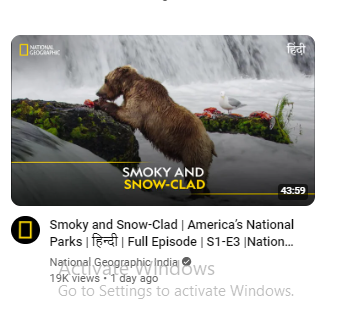 NATIONAL
GEOGRAPHIC
हिंदी
SMOKY AND
SNOW-CLAD
43:59
Smoky and Snow-Clad | America's National
Parks | हिन्दी | Full Episode | S1-E3 |Nation...
National Geographic India
Activate Windows
19K views • 1 day ago
Go to Settings to activate Windows.